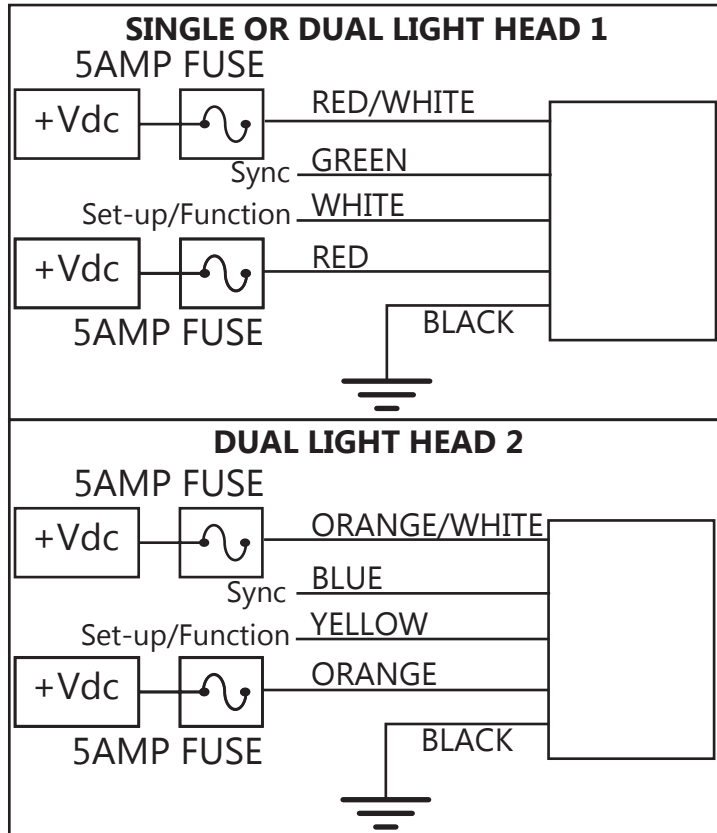 SINGLE OR DUAL LIGHT HEAD 1
5AMP FUSE
+Vdc
RED/WHITE
Sync
GREEN
Set-up/Function
WHITE
+Vdc
RED
5AMP FUSE
BLACK
DUAL LIGHT HEAD 2
5AMP FUSE
+Vdc
ORANGE/WHITE
Sync
BLUE
Set-up/Function
YELLOW
+Vdc
ORANGE
5AMP FUSE
BLACK